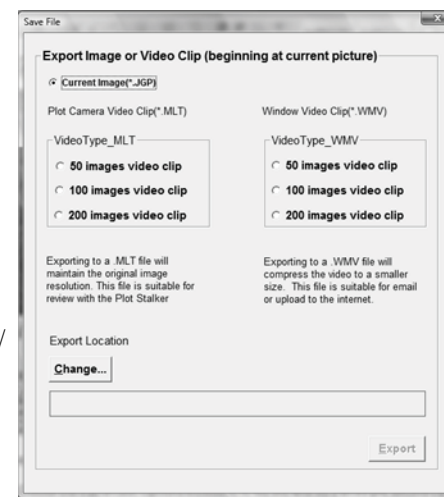 Save File
Export Image or Video Clip (beginning at current picture)
Current Image(*.JGP)
Plot Camera Video Clip(*.MLT)
Window Video Clip(*.WMV)
VideoType_MLT
VideoType_WMV
50 images video clip
50 images video clip
100 images video clip
100 images video clip
200 images video clip
200 images video clip
Exporting to a .MLT file will
maintain the original image
resolution. This file is suitable for
review with the Plot Stalker
Exporting to a .WMV file will
compress the video to a smaller
size. This file is suitable for email
or upload to the internet.
/
Export Location
Change...
Export